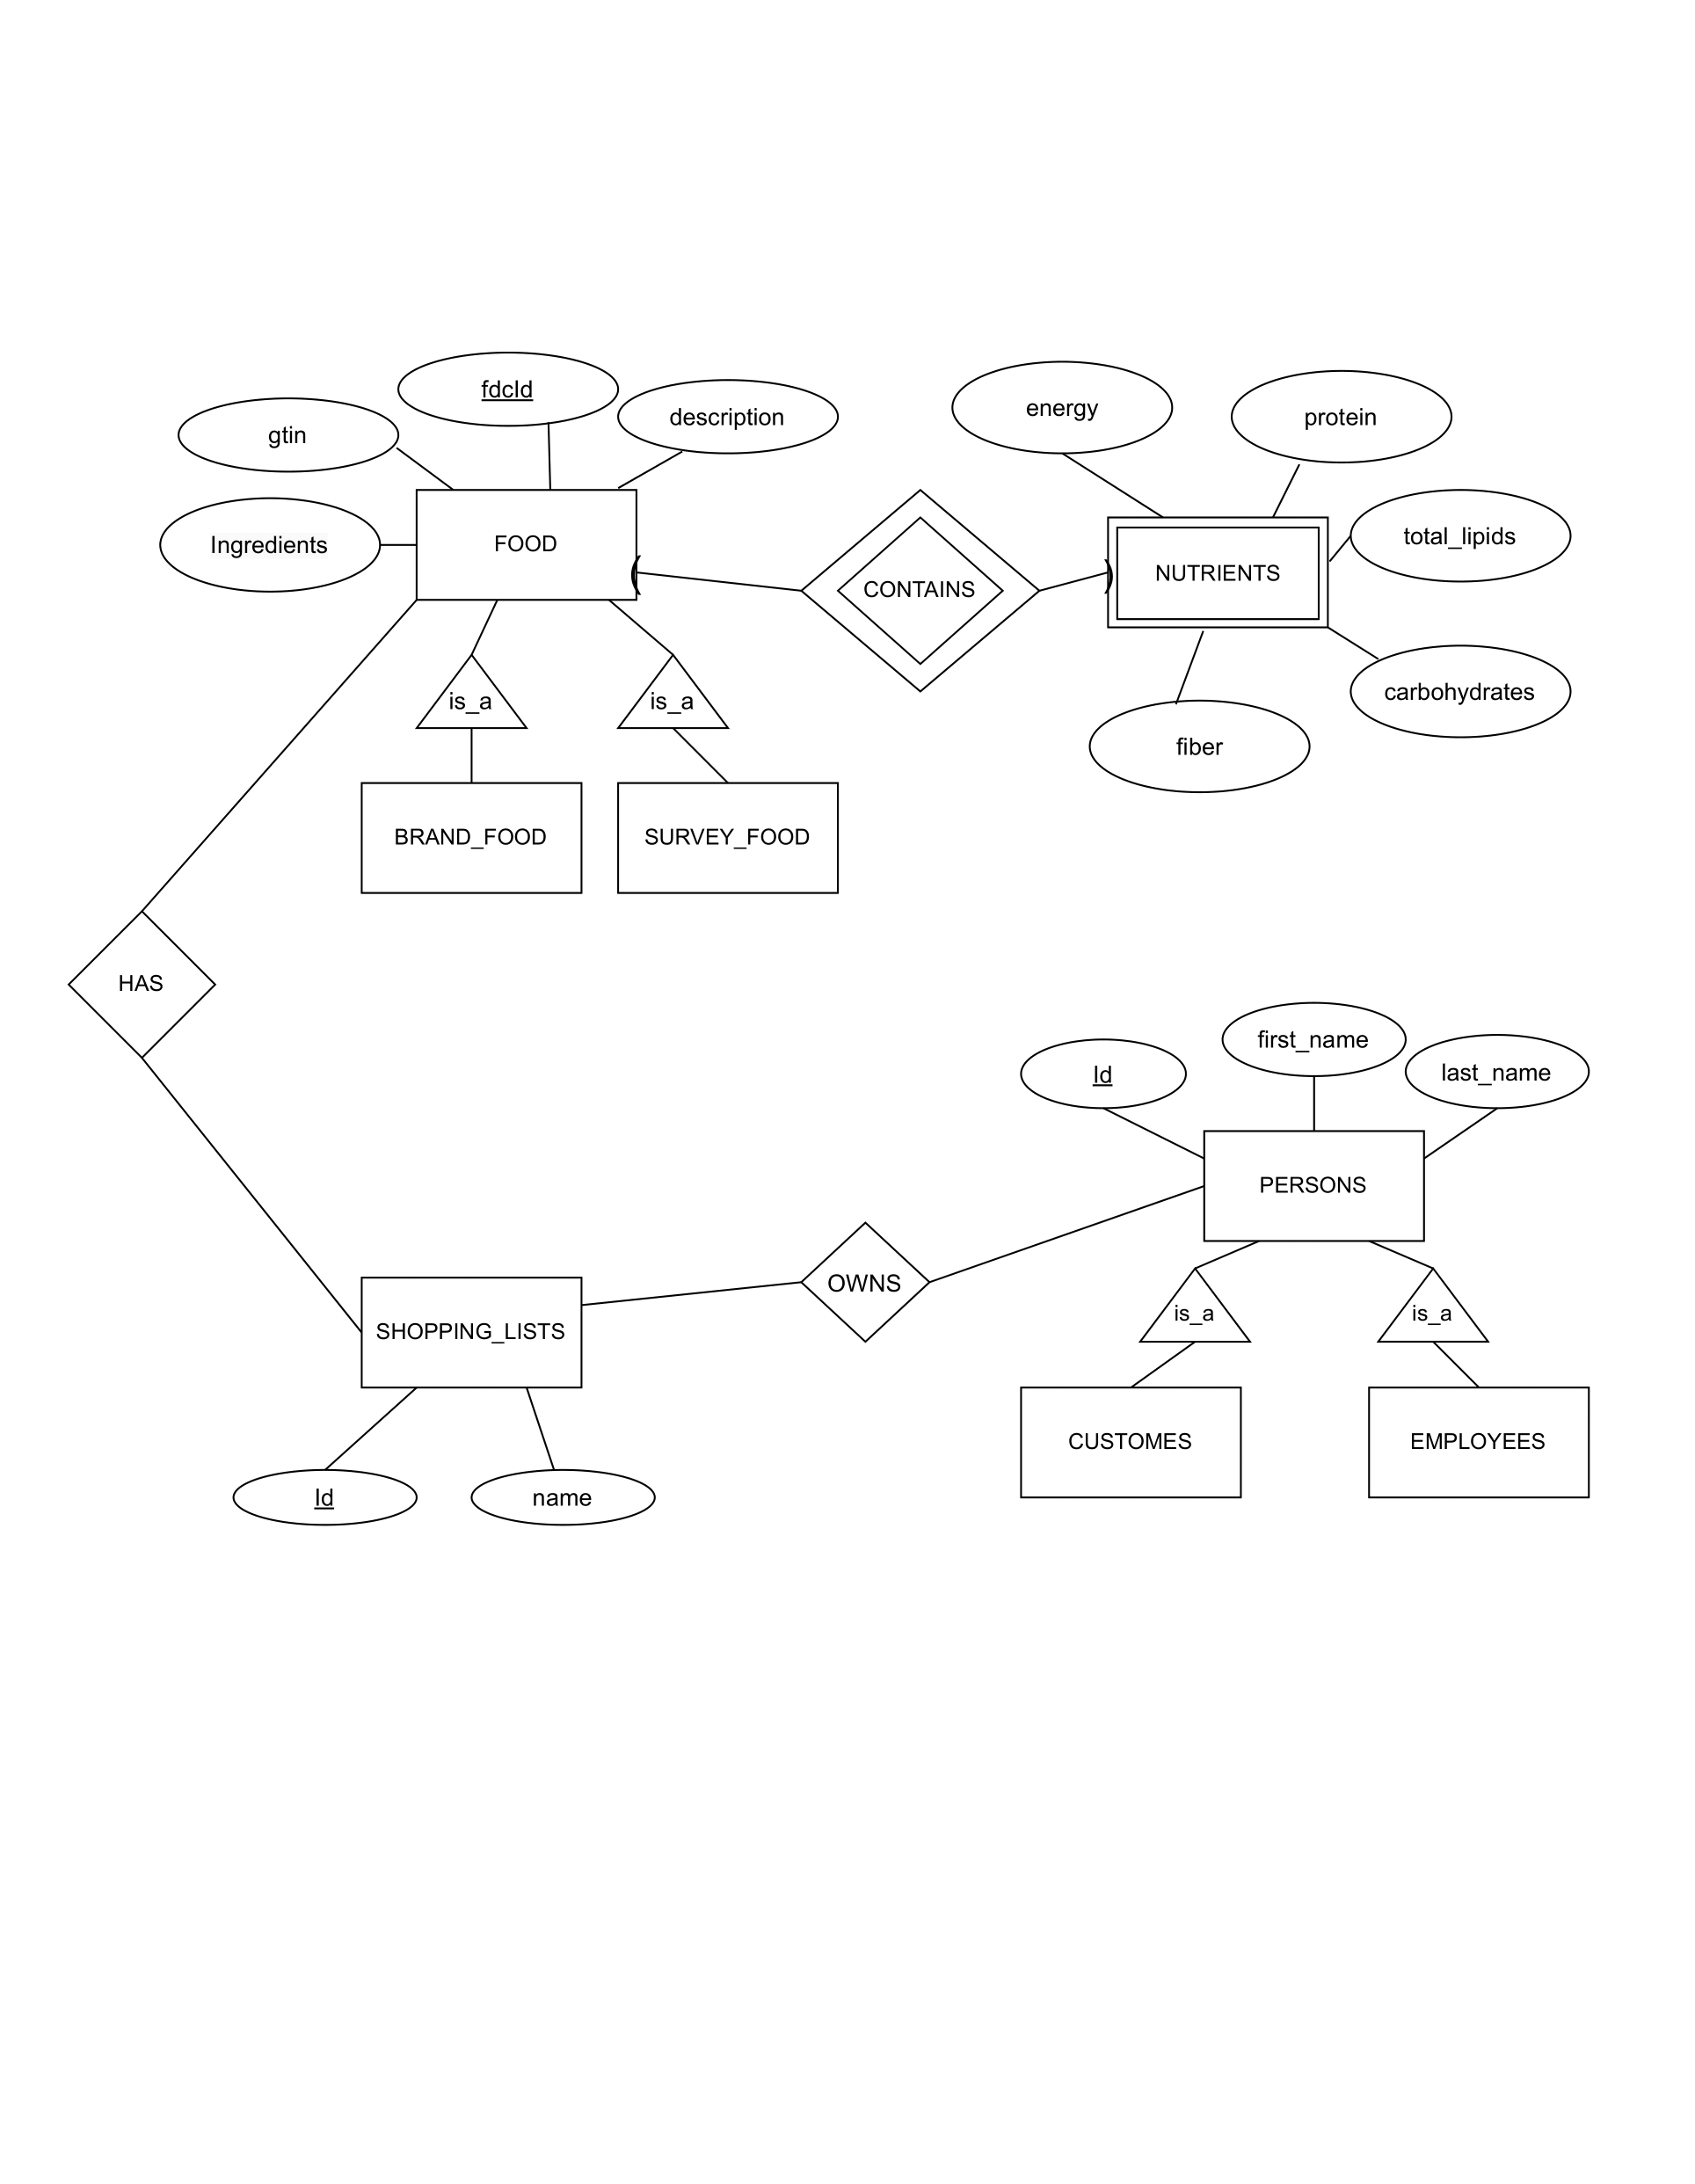 fdcId
description
gtin
energy
protein
Ingredients
FOOD
total_lipids
NUTRIENTS
CONTAINS
carbohydrates
is_a
is_a
fiber
BRAND_FOOD
SURVEY_FOOD
HAS
first_name
Id
last_name
PERSONS
OWNS
is_a
is_a
SHOPPING_LISTS
CUSTOMES
EMPLOYEES
Id
name